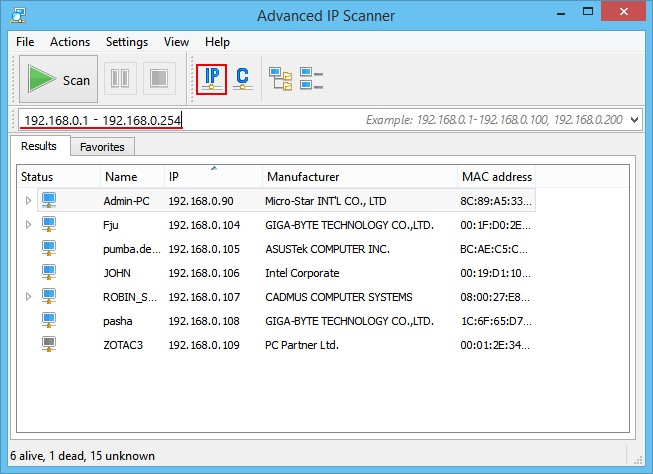 Advanced IP Scanner
File Actions Settings View Help
Scan IP C
192.168.0.1 - 192.168.0.254 Example: 192.168.0.1-192.168.0.100, 192.168.0.200
Results Favorites
Status Name IP Manufacturer MAC address
Admin-PC 192.168.0.90 Micro-Star INT'L CO., LTD 8C:89:A5:33...
Fju 192.168.0.104 GIGA-BYTE TECHNOLOGY CO.,LTD. 00:1F:D0:2E...
pumba.de... 192.168.0.105 ASUSTek COMPUTER INC. BC:AE:C5:C...
JOHN 192.168.0.106 Intel Corporate 00:19:D1:10...
ROBIN_S... 192.168.0.107 CADMUS COMPUTER SYSTEMS 08:00:27:E8...
pasha 192.168.0.108 GIGA-BYTE TECHNOLOGY CO.,LTD. 1C:6F:65:D7...
ZOTAC3 192.168.0.109 PC Partner Ltd. 00:01:2E:34...
6 alive, 1 dead, 15 unknown